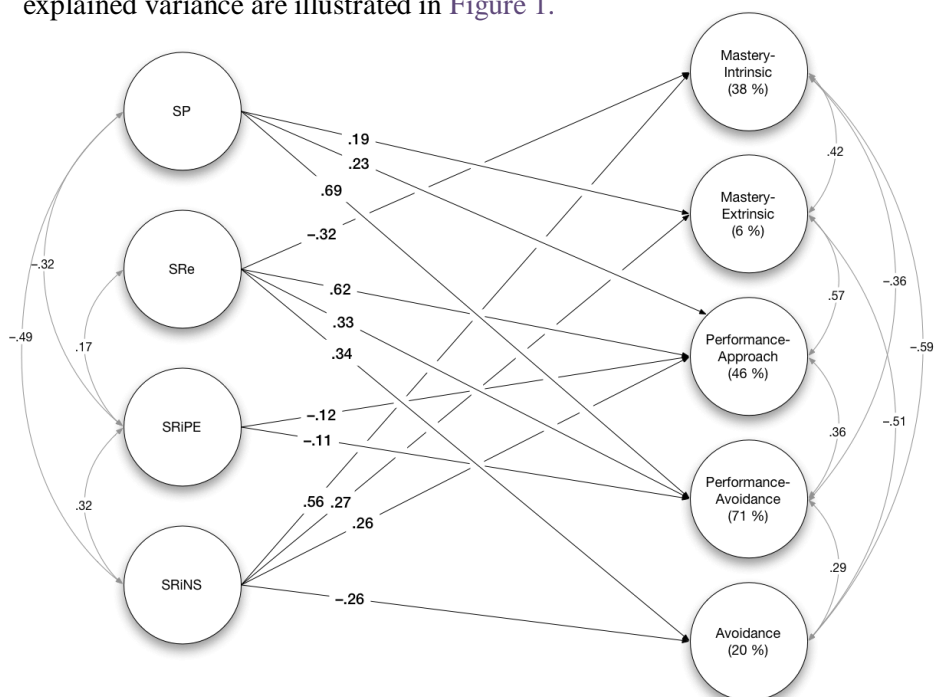 explained variance are illustrated in Figure 1.
SP
SRe
SRiPE
SRiNS
–.32
–.49
.17
.32
.19
.23
.69
–.32
.62
.33
.34
–.12
–.11
.56 .27
.26
–.26
Mastery-
Intrinsic
(38 %)
Mastery-
Extrinsic
(6 %)
Performance-
Approach
(46 %)
Performance-
Avoidance
(71 %)
Avoidance
(20 %)
.42
–.36
.57
–.59
–.51
.36
.29